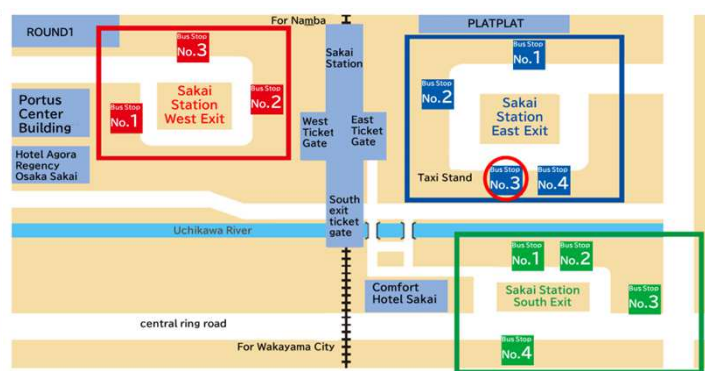 For Namba
PLATPLAT
ROUND1
Bus Stop
No.3
Sakai
Station
Bus Stop
No.1
Sakai
Station
West Exit
Bus Stop
No.2
Bus Stop
No.1
Portus
Center
Building
Bus Stop
No.2
Sakai
Station
East Exit
West
Ticket
Gate
East
Ticket
Gate
Hotel Agora
Regency
Osaka Sakai
Taxi Stand
Bus Stop
No.3
Bus Stop
No.4
South
exit
ticket
gate
Uchikawa River
Bus Stop
No.1
Bus Stop
No.2
Comfort
Hotel Sakai
Sakai Station
South Exit
Bus Stop
No.3
central ring road
For Wakayama City
Bus Stop
No.4